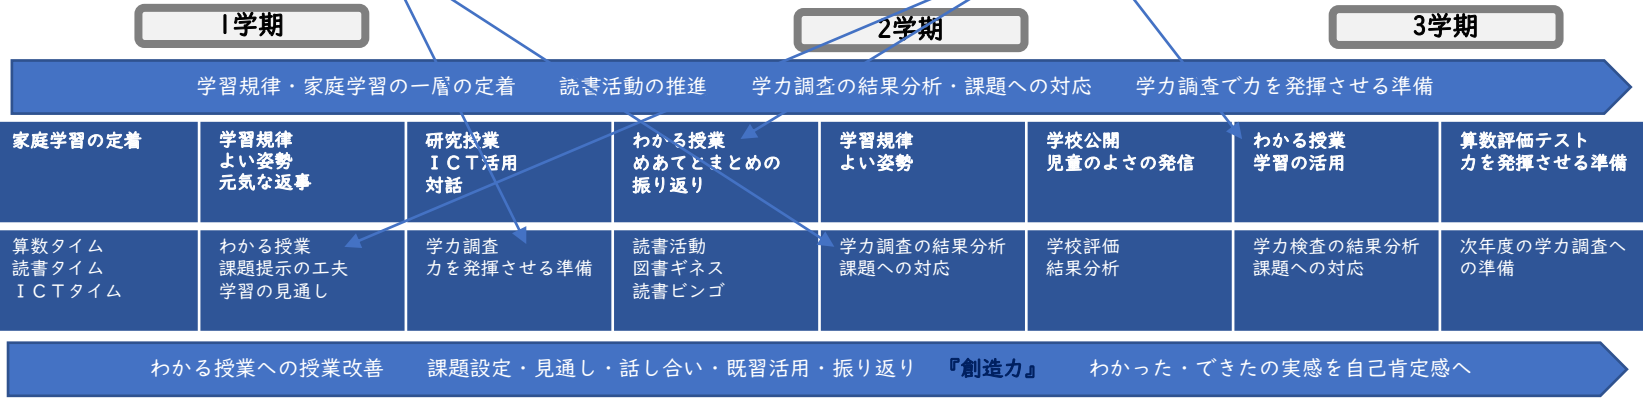 1学期
2学期
3学期
学習規律・家庭学習の一層の定着　　読書活動の推進　　学力調査の結果分析・課題への対応　　学力調査で力を発揮させる準備
家庭学習の定着
学習規律
よい姿勢
元気な返事
研究授業
ＩＣＴ活用
対話
わかる授業
めあてとまとめの
振り返り
学習規律
よい姿勢
学校公開
児童のよさの発信
わかる授業
学習の活用
算数評価テスト
力を発揮させる準備
算数タイム
読書タイム
ＩＣＴタイム
わかる授業
課題提示の工夫
学習の見通し
学力調査
力を発揮させる準備
読書活動
図書ギネス
読書ビンゴ
学力調査の結果分析
課題への対応
学校評価
結果分析
学力検査の結果分析
課題への対応
次年度の学力調査へ
の準備
わかる授業への授業改善　　課題設定・見通し・話し合い・既習活用・振り返り　『創造力』　　わかった・できたの実感を自己肯定感へ